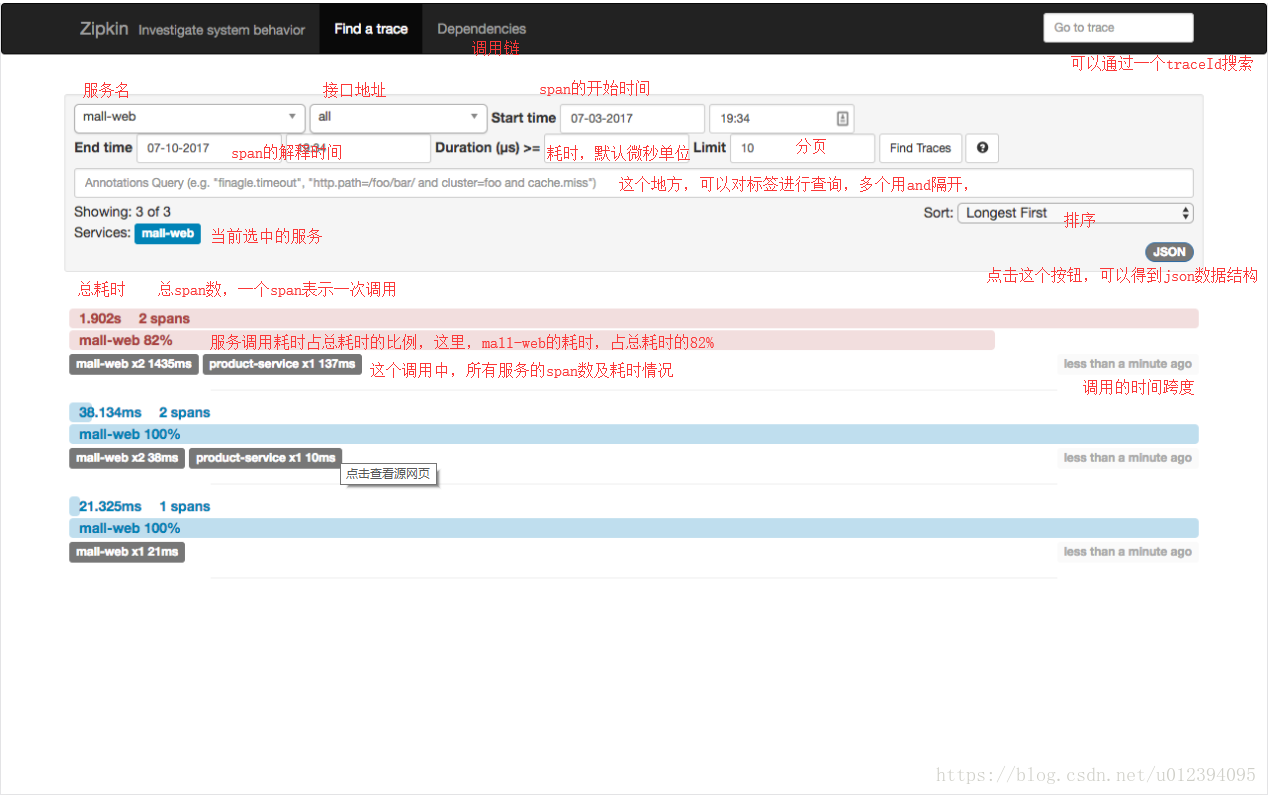 Zipkin Investigate system behavior Find a trace Dependencies Go to trace
调用链
可以通过一个traceId搜索
服务名 接口地址 span的开始时间
mall-web all Start time 07-03-2017 19:34
End time 07-10-2017 span的解释时间 19:34 Duration (µs) >= 耗时，默认微秒单位 Limit 10 分页 Find Traces ?
Annotations Query (e.g. "finagle.timeout", "http.path=/foo/bar/ and cluster=foo and cache.miss") 这个地方，可以对标签进行查询，多个用and隔开，
Showing: 3 of 3 Sort: Longest First 排序
Services: mall-web 当前选中的服务
JSON
点击这个按钮，可以得到json数据结构
总耗时 总span数，一个span表示一次调用
1.902s 2 spans
mall-web 82% 服务调用耗时占总耗时的比例，这里，mall-web的耗时，占总耗时的82%
mall-web x2 1435ms product-service x1 137ms 这个调用中，所有服务的span数及耗时情况 less than a minute ago
调用的时间跨度
38.134ms 2 spans
mall-web 100%
mall-web x2 38ms product-service x1 10ms less than a minute ago
点击查看源网页
21.325ms 1 spans
mall-web 100%
mall-web x1 21ms less than a minute ago
https://blog.csdn.net/u012394095